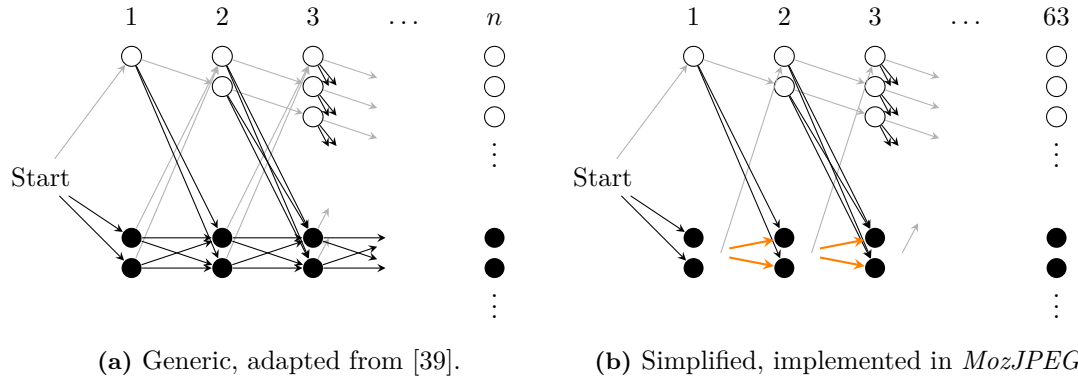 1 2 3 … n
1 2 3 … 63
Start
Start
⋮
⋮
⋮
⋮
(a) Generic, adapted from [39].
(b) Simplified, implemented in MozJPEG